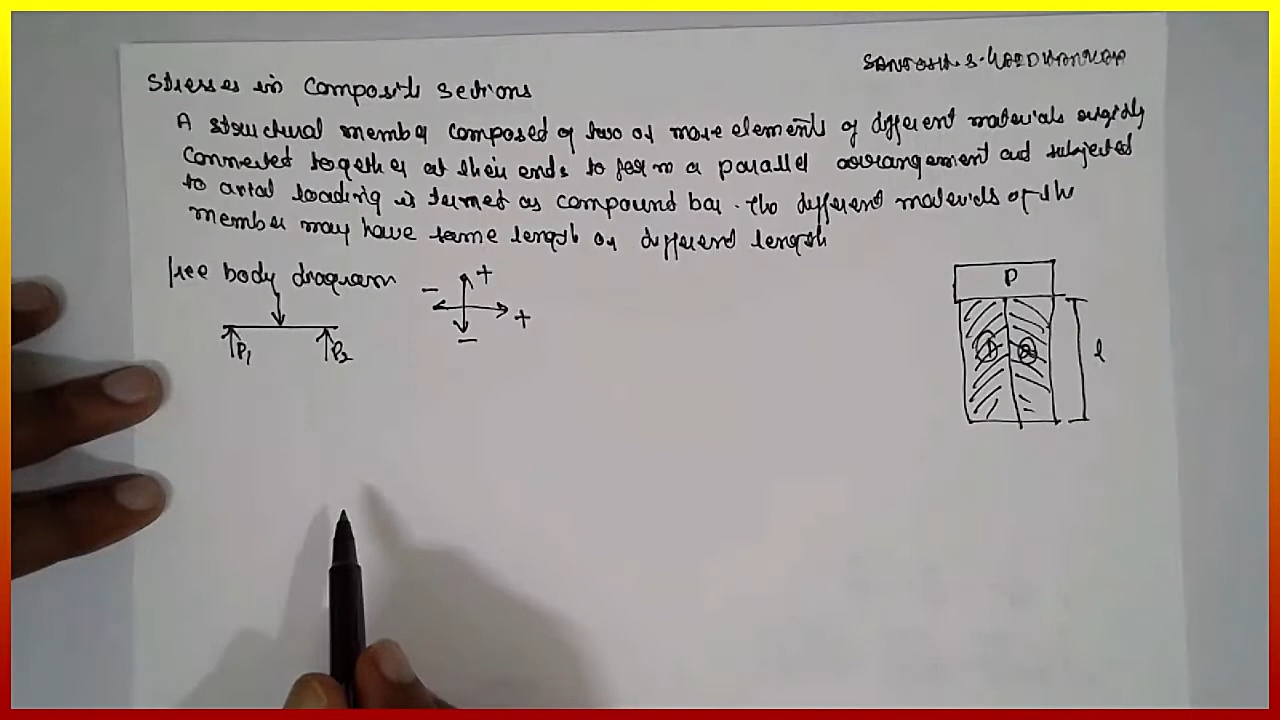 Stresses in Composite Sections
A structural member composed of two or more elements of different materials rigidly
connected together at their ends to form a parallel arrangement and subjected
to axial loading is termed as compound bar. The different materials of the
member may have same length or different length
free body diagram
+
−
+
−
P1
P2
P
1
2
l